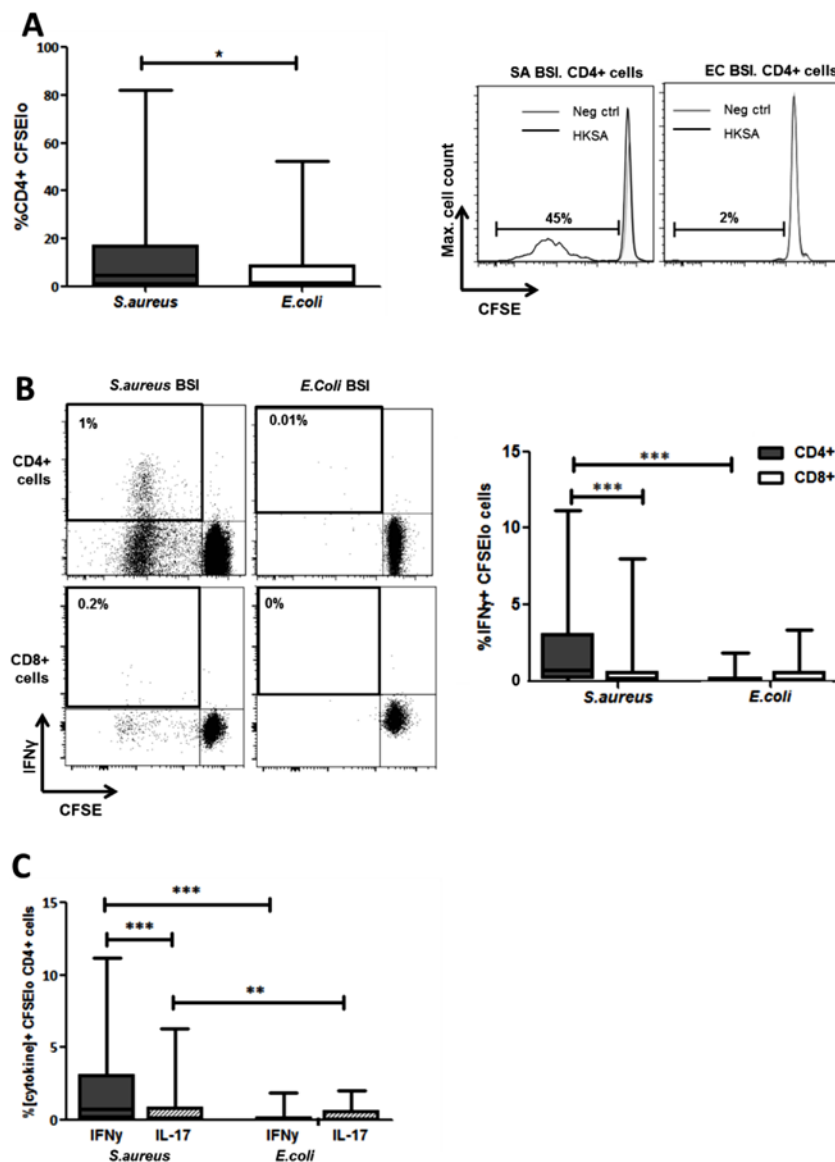 A
%CD4+ CFSElo
100
80
60
40
20
0
*
S.aureus
E.coli
SA BSI. CD4+ cells
EC BSI. CD4+ cells
Max. cell count
Neg ctrl
HKSA
45%
Neg ctrl
HKSA
2%
CFSE
B
S.aureus BSI
E.Coli BSI
CD4+
cells
1%
0.01%
CD8+
cells
0.2%
0%
IFNγ
CFSE
%IFNγ+ CFSElo cells
15
10
5
0
***
***
CD4+
CD8+
S.aureus
E.coli
C
%[cytokine]+ CFSElo CD4+ cells
15
10
5
0
***
***
**
IFNγ
IL-17
IFNγ
IL-17
S.aureus
E.coli